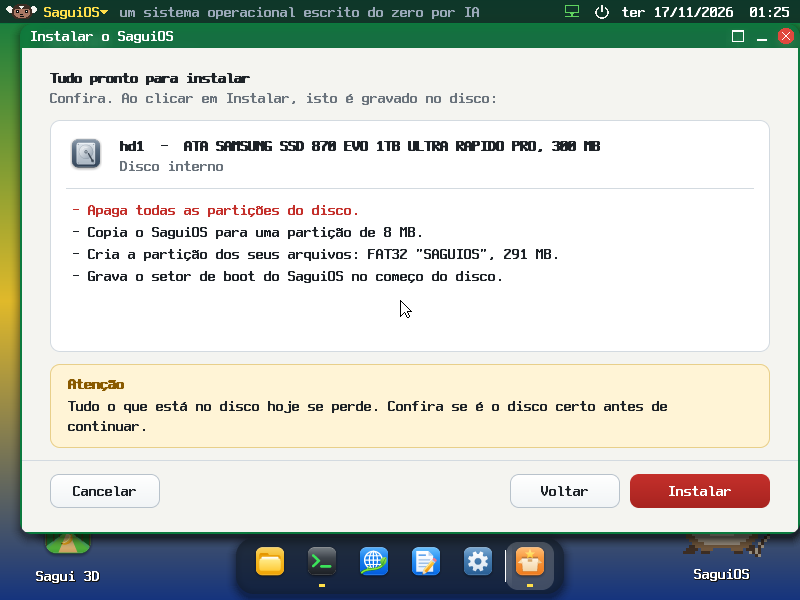 SaguiOS um sistema operacional escrito do zero por IA ter 17/11/2026 01:25
Instalar o SaguiOS
Tudo pronto para instalar
Confira. Ao clicar em Instalar, isto é gravado no disco:
hd1 - ATA SAMSUNG SSD 870 EVO 1TB ULTRA RAPIDO PRO, 300 MB
Disco interno
- Apaga todas as partições do disco.
- Copia o SaguiOS para uma partição de 8 MB.
- Cria a partição dos seus arquivos: FAT32 "SAGUIOS", 291 MB.
- Grava o setor de boot do SaguiOS no começo do disco.
Atenção
Tudo o que está no disco hoje se perde. Confira se é o disco certo antes de
continuar.
Cancelar Voltar Instalar
Sagui 3D SaguiOS